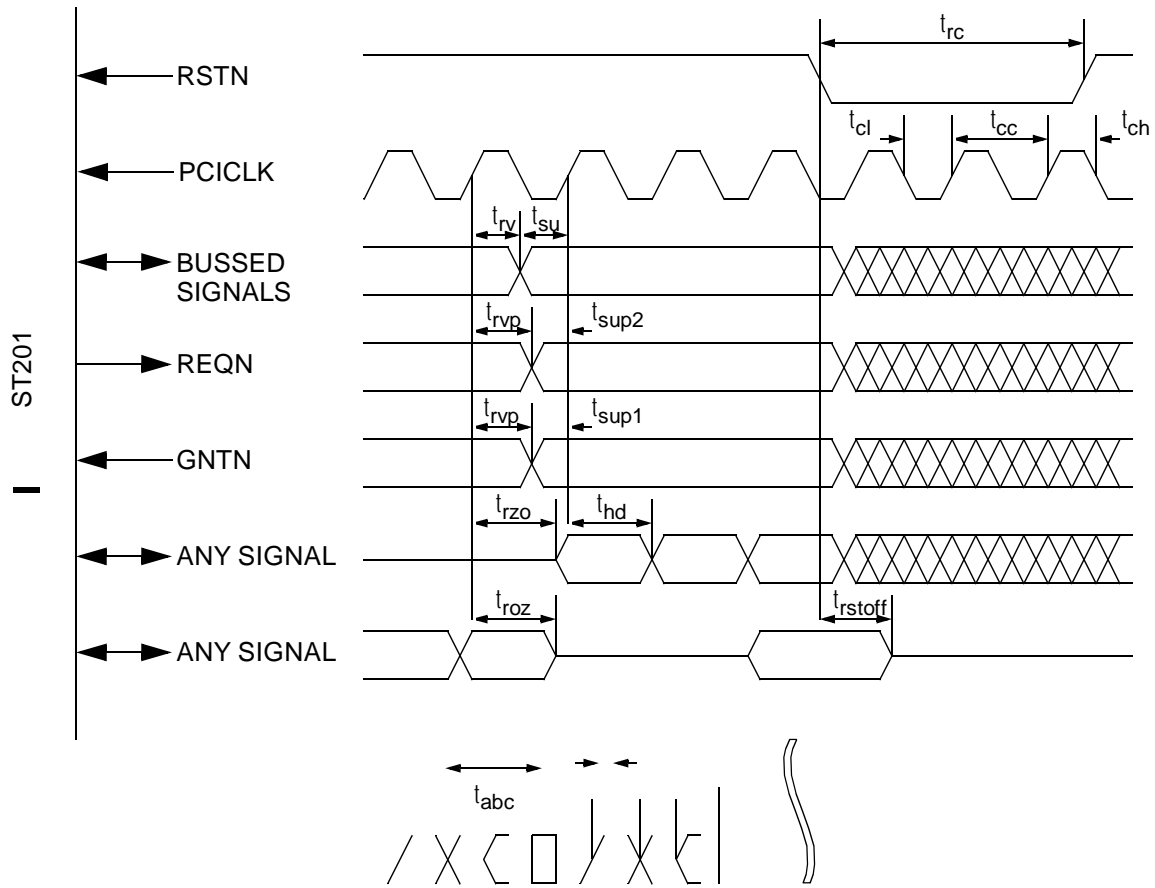 t_rc
RSTN
t_cl
t_cc
t_ch
PCICLK
t_rv
t_su
BUSSED
SIGNALS
t_rvp
t_sup2
REQN
ST201
t_rvp
t_sup1
GNTN
t_rzo
t_hd
ANY SIGNAL
t_roz
t_rstoff
ANY SIGNAL
t_abc